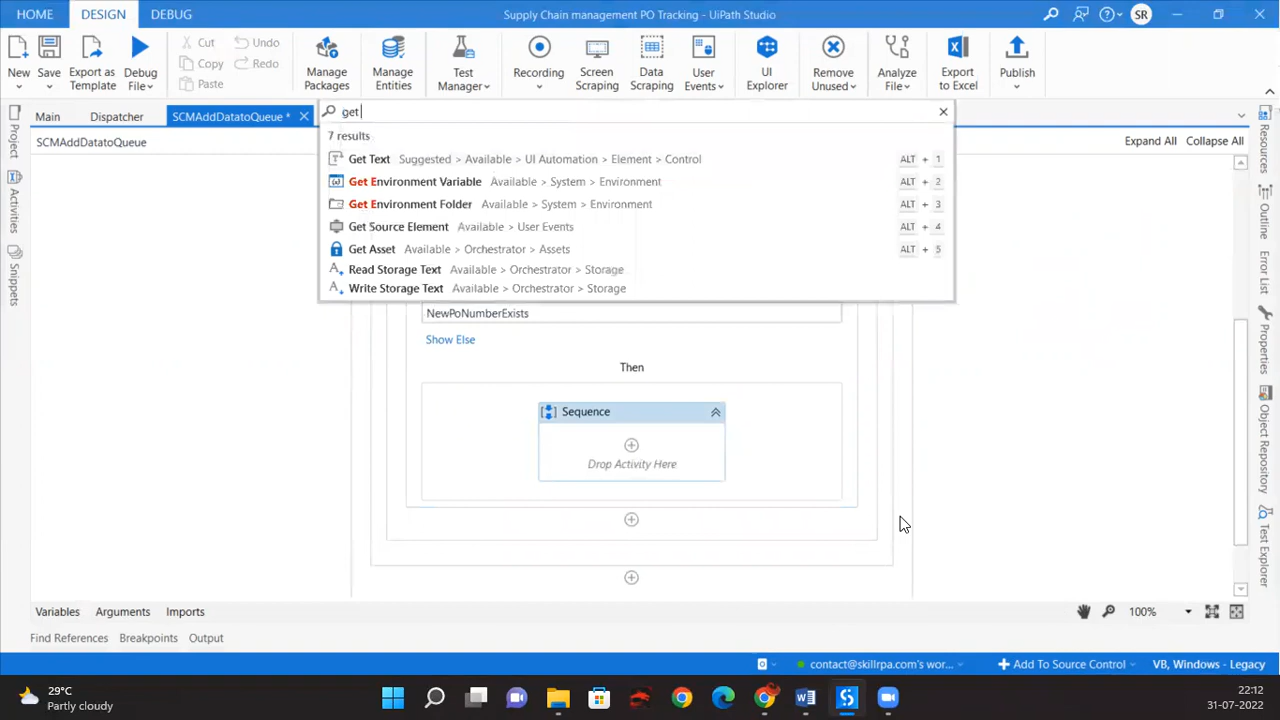 HOME DESIGN DEBUG Supply Chain management PO Tracking - UiPath Studio SR
New Save Export as Template Debug File Cut Copy Paste Undo Redo Manage Packages Manage Entities Test Manager Recording Screen Scraping Data Scraping User Events UI Explorer Remove Unused Analyze File Export to Excel Publish
Main Dispatcher SCMAddDatatoQueue *
get
SCMAddDatatoQueue
Expand All Collapse All
7 results
Get Text Suggested > Available > UI Automation > Element > Control ALT + 1
Get Environment Variable Available > System > Environment ALT + 2
Get Environment Folder Available > System > Environment ALT + 3
Get Source Element Available > User Events ALT + 4
Get Asset Available > Orchestrator > Assets ALT + 5
Read Storage Text Available > Orchestrator > Storage
Write Storage Text Available > Orchestrator > Storage
NewPoNumberExists
Show Else
Then
Sequence
Drop Activity Here
Project
Activities
Snippets
Resources
Outline
Error List
Properties
Object Repository
Test Explorer
Variables Arguments Imports 100%
Find References Breakpoints Output
contact@skillrpa.com's wor... Add To Source Control VB, Windows - Legacy
29°C
Partly cloudy
22:12
31-07-2022